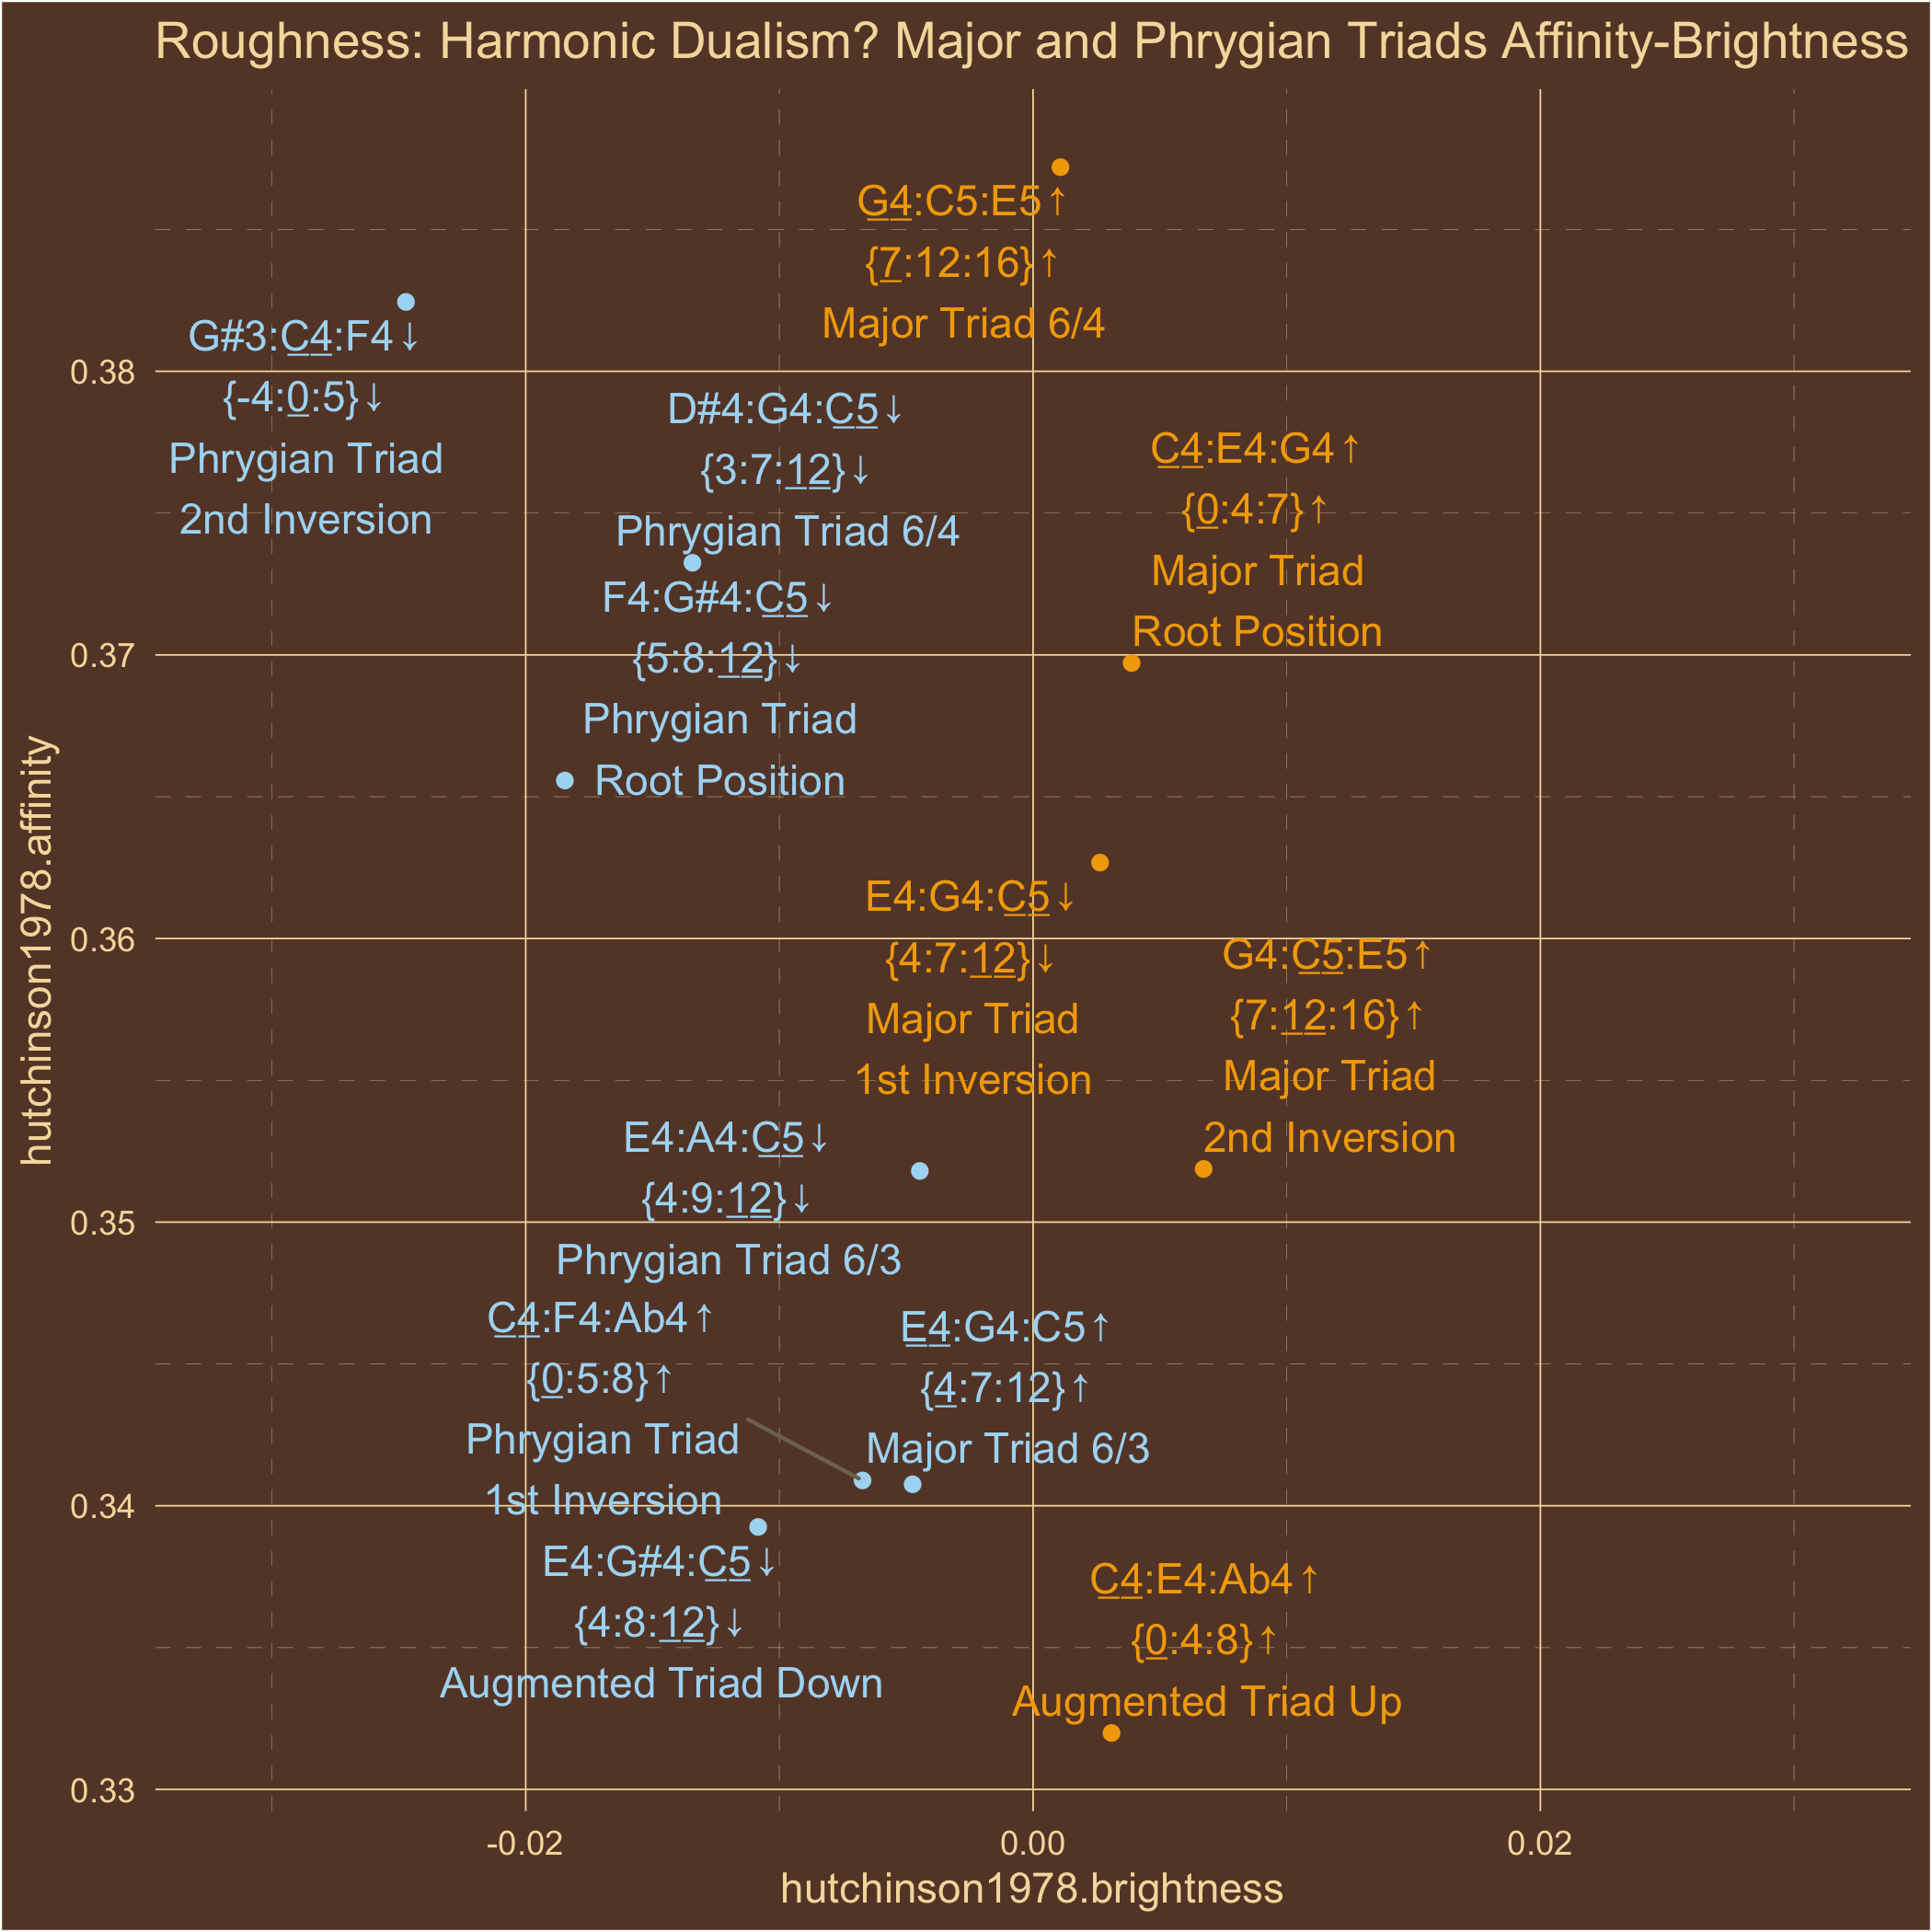 Roughness: Harmonic Dualism? Major and Phrygian Triads Affinity-Brightness
G4:C5:E5↑
{7:12:16}↑
Major Triad 6/4
G#3:C4:F4↓
{-4:0:5}↓
Phrygian Triad
2nd Inversion
D#4:G4:C5↓
{3:7:12}↓
Phrygian Triad 6/4
C4:E4:G4↑
{0:4:7}↑
Major Triad
Root Position
F4:G#4:C5↓
{5:8:12}↓
Phrygian Triad
Root Position
E4:G4:C5↓
{4:7:12}↓
Major Triad
1st Inversion
G4:C5:E5↑
{7:12:16}↑
Major Triad
2nd Inversion
E4:A4:C5↓
{4:9:12}↓
Phrygian Triad 6/3
C4:F4:Ab4↑
{0:5:8}↑
Phrygian Triad
1st Inversion
E4:G4:C5↑
{4:7:12}↑
Major Triad 6/3
E4:G#4:C5↓
{4:8:12}↓
Augmented Triad Down
C4:E4:Ab4↑
{0:4:8}↑
Augmented Triad Up
0.38
0.37
0.36
0.35
0.34
0.33
hutchinson1978.affinity
-0.02
0.00
0.02
hutchinson1978.brightness